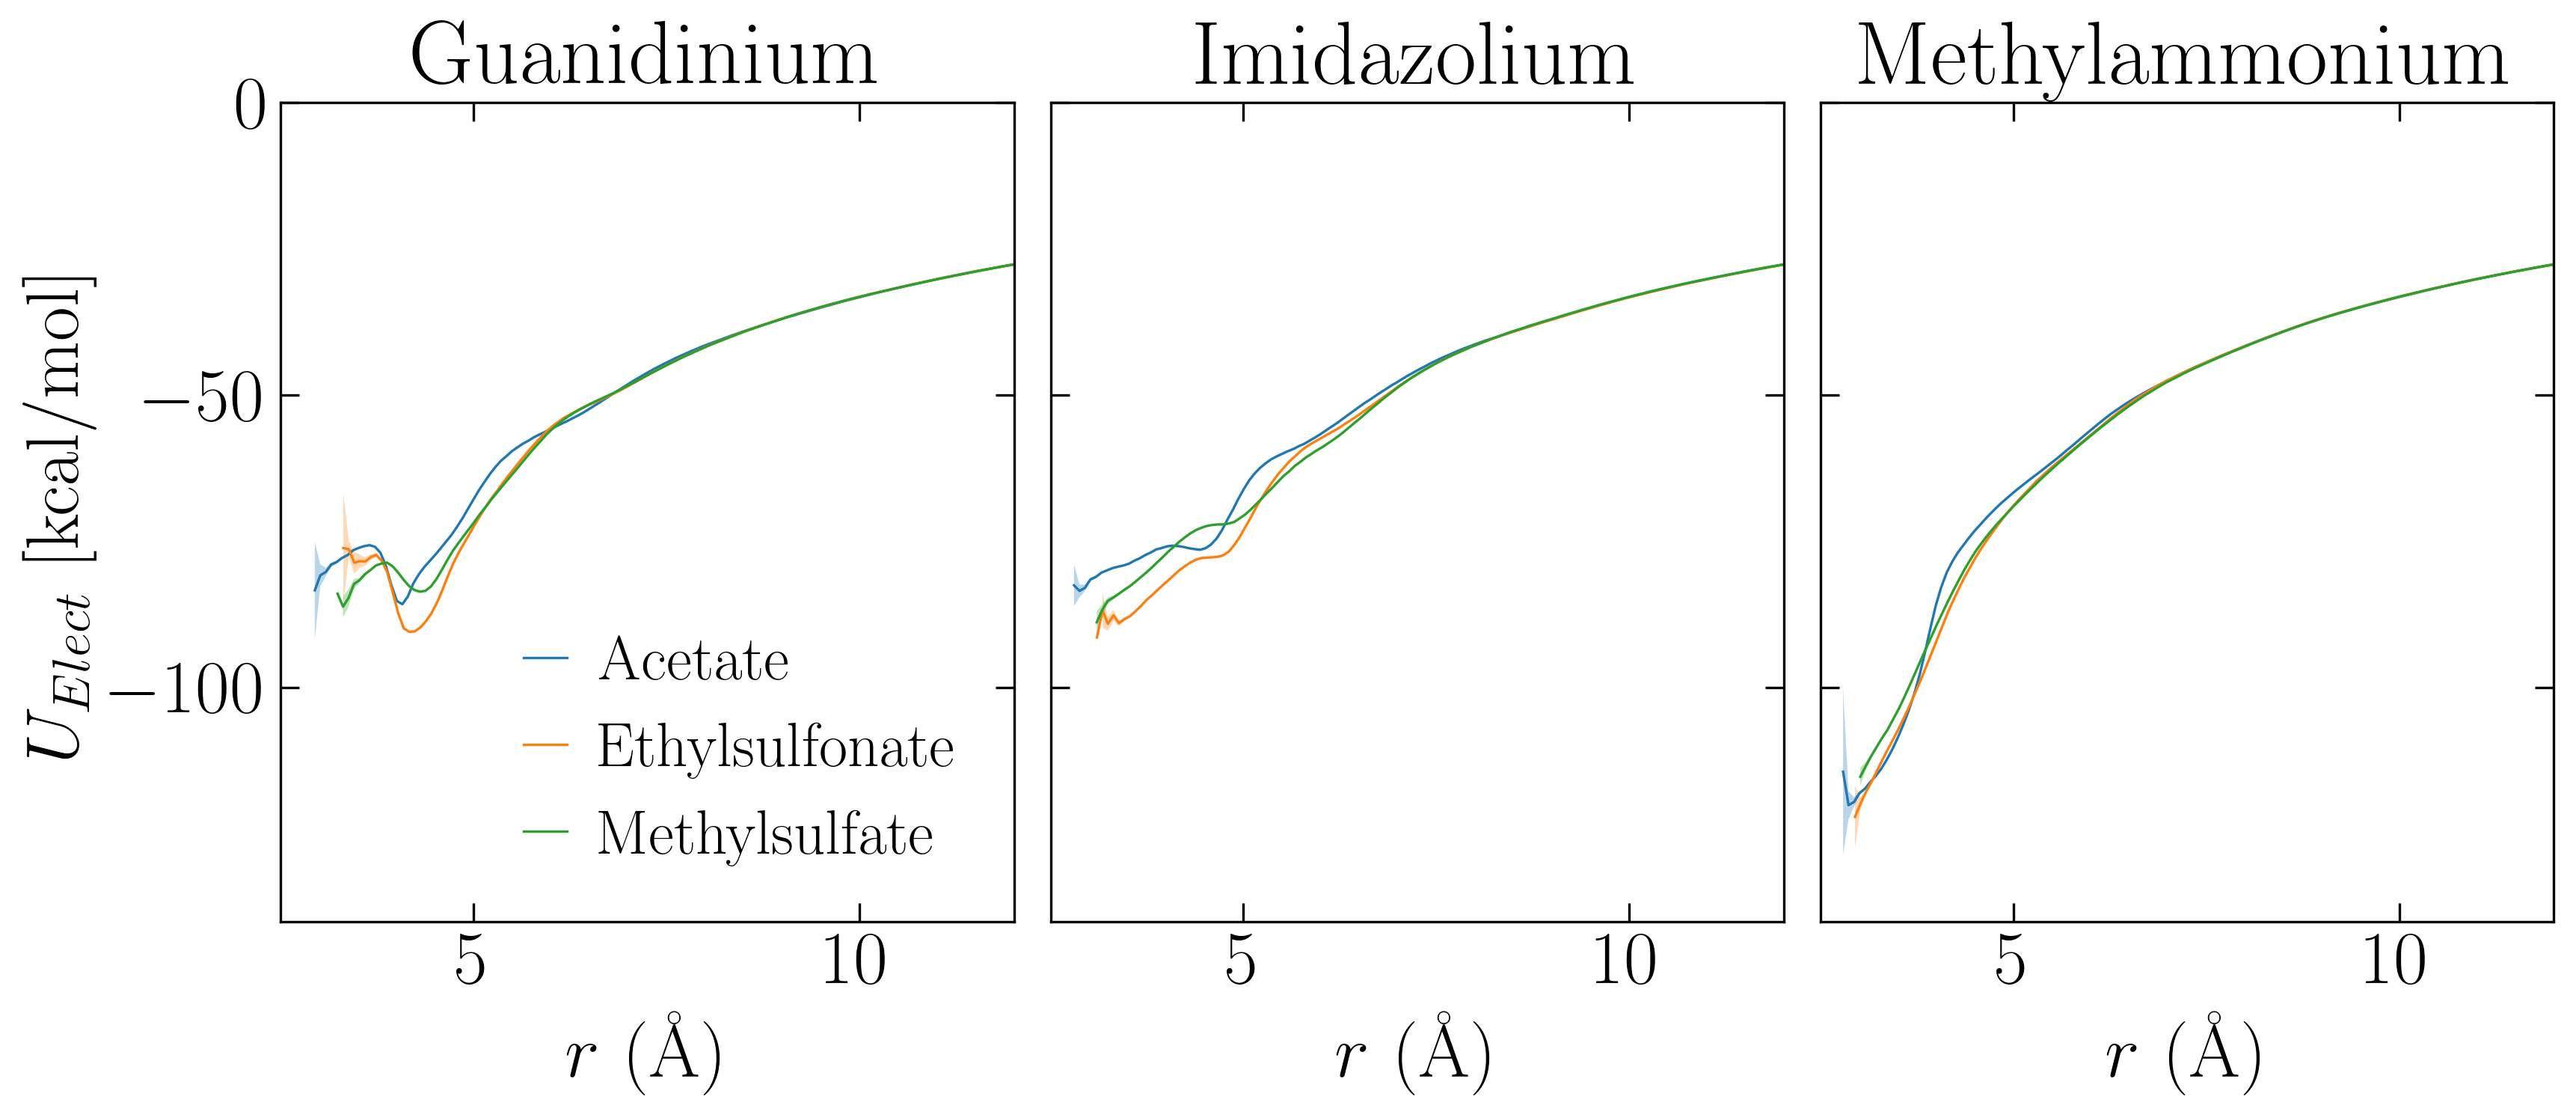 Guanidinium Imidazolium Methylammonium
0
−50
−100
U_Elect [kcal/mol]
Acetate
Ethylsulfonate
Methylsulfate
5 10 5 10 5 10
r (Å) r (Å) r (Å)